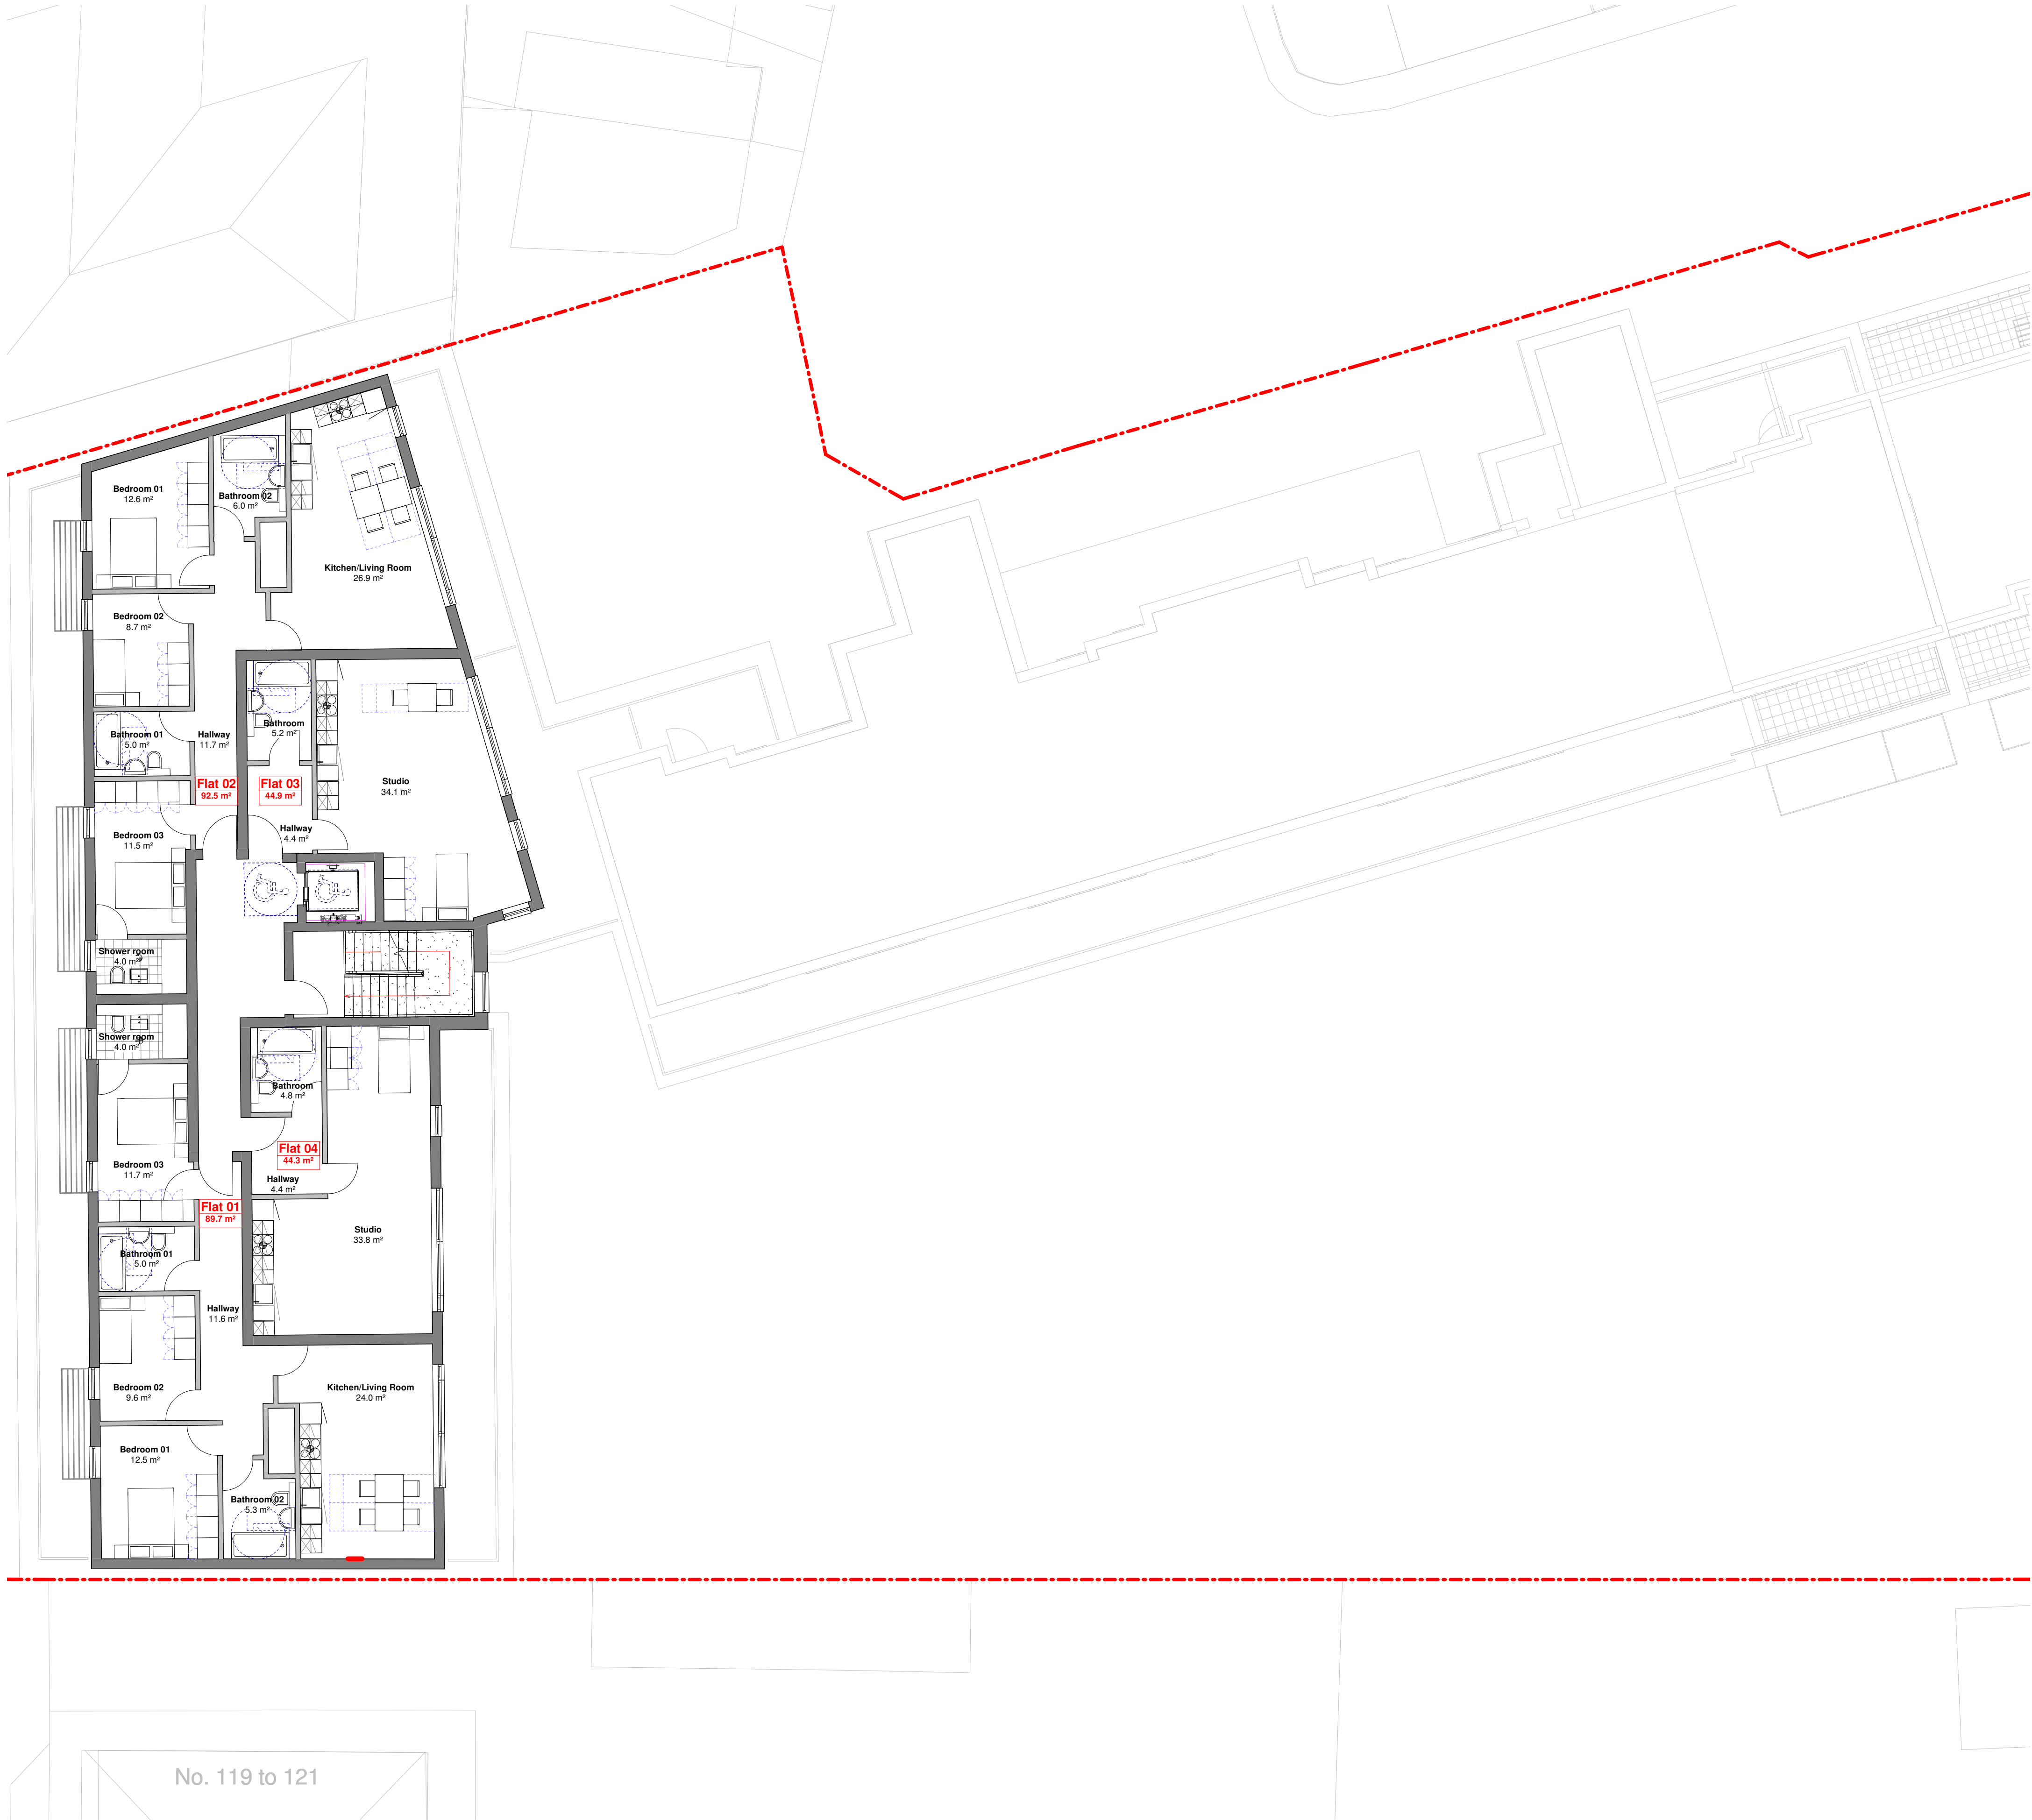 Bedroom 01
12.6 m²
Bathroom 02
6.0 m²
Kitchen/Living Room
26.9 m²
Bedroom 02
8.7 m²
Bathroom 01
5.0 m²
Hallway
11.7 m²
Bathroom
5.2 m²
Flat 02
92.5 m²
Flat 03
44.9 m²
Studio
34.1 m²
Bedroom 03
11.5 m²
Hallway
4.4 m²
Shower room
4.0 m²
Shower room
4.0 m²
Bathroom
4.8 m²
Flat 04
44.3 m²
Bedroom 03
11.7 m²
Hallway
4.4 m²
Flat 01
89.7 m²
Studio
33.8 m²
Bathroom 01
5.0 m²
Hallway
11.6 m²
Bedroom 02
9.6 m²
Kitchen/Living Room
24.0 m²
Bedroom 01
12.5 m²
Bathroom 02
5.3 m²
No. 119 to 121